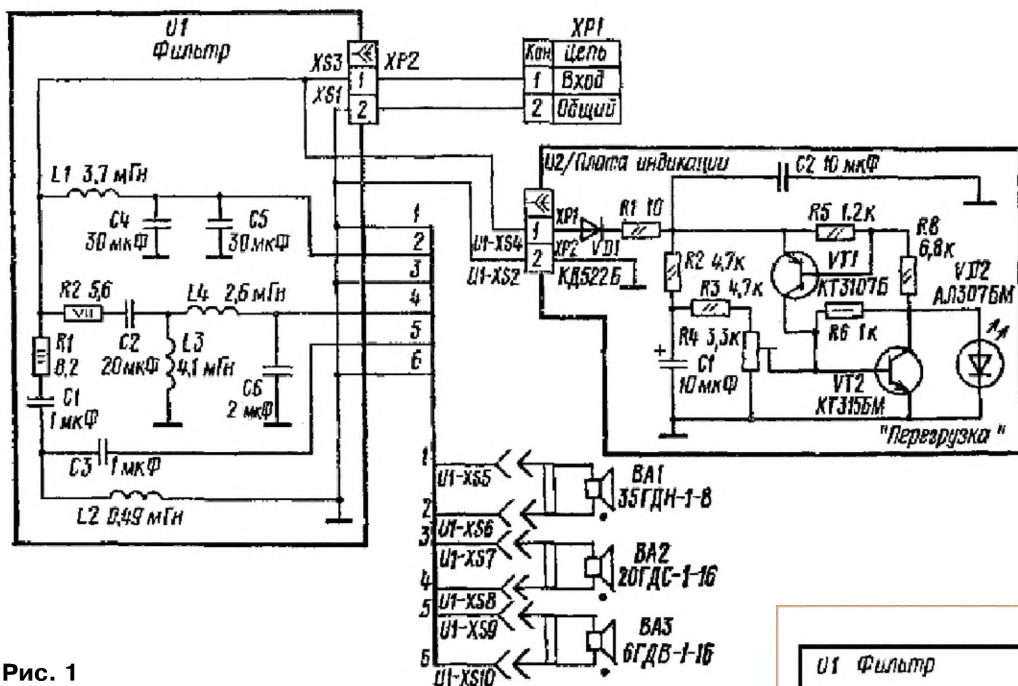 U1
Фильтр
XS3
XP2
XS1
1
2
XP1
Кон
Цепь
1
Вход
2
Общий
L1 3,7 мГн
C4
30 мкФ
C5
30 мкФ
R2 5,6
L4 2,6 мГн
R1
8,2
C2
20 мкФ
L3
4,1 мГн
C6
2 мкФ
C1
1 мкФ
C3
1 мкФ
L2 0,49 мГн
1
2
3
4
5
6
U2/Плата индикации
C2 10 мкФ
XP1
R1 10
1
U1-XS4
2
XP2
VD1
U1-XS2
КД522Б
R5 1,2к
R8
6,8к
VT1
КТ3107Б
VD2
АЛ307БМ
R2 4,7к
R3 4,7к
R4 3,3к
R6 1к
C1
10 мкФ
+
VT2
КТ315БМ
"Перегрузка"
1
U1-XS5
BA1
35ГДН-1-8
2
U1-XS6
3
U1-XS7
BA2
20ГДС-1-16
4
U1-XS8
5
U1-XS9
BA3
6ГДВ-1-16
6
U1-XS10
Рис. 1
U1 Фильтр